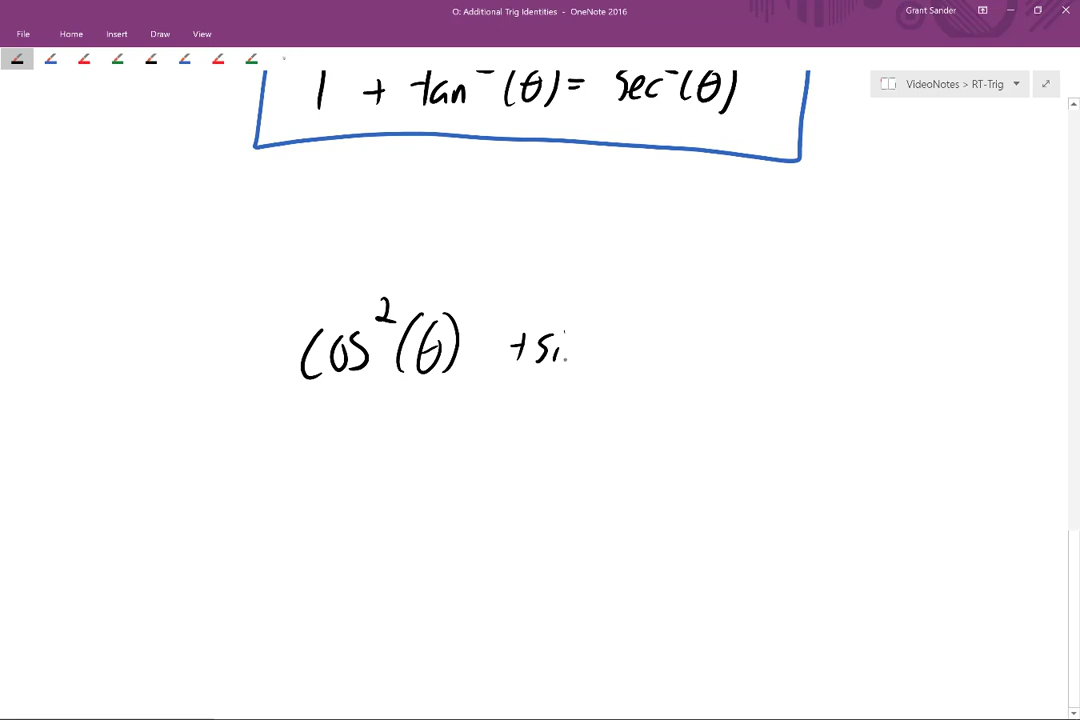 O: Additional Trig Identities - OneNote 2016
Grant Sander
File Home Insert Draw View
VideoNotes > RT-Trig
1 + tan²(θ) = sec²(θ)
cos²(θ) +si